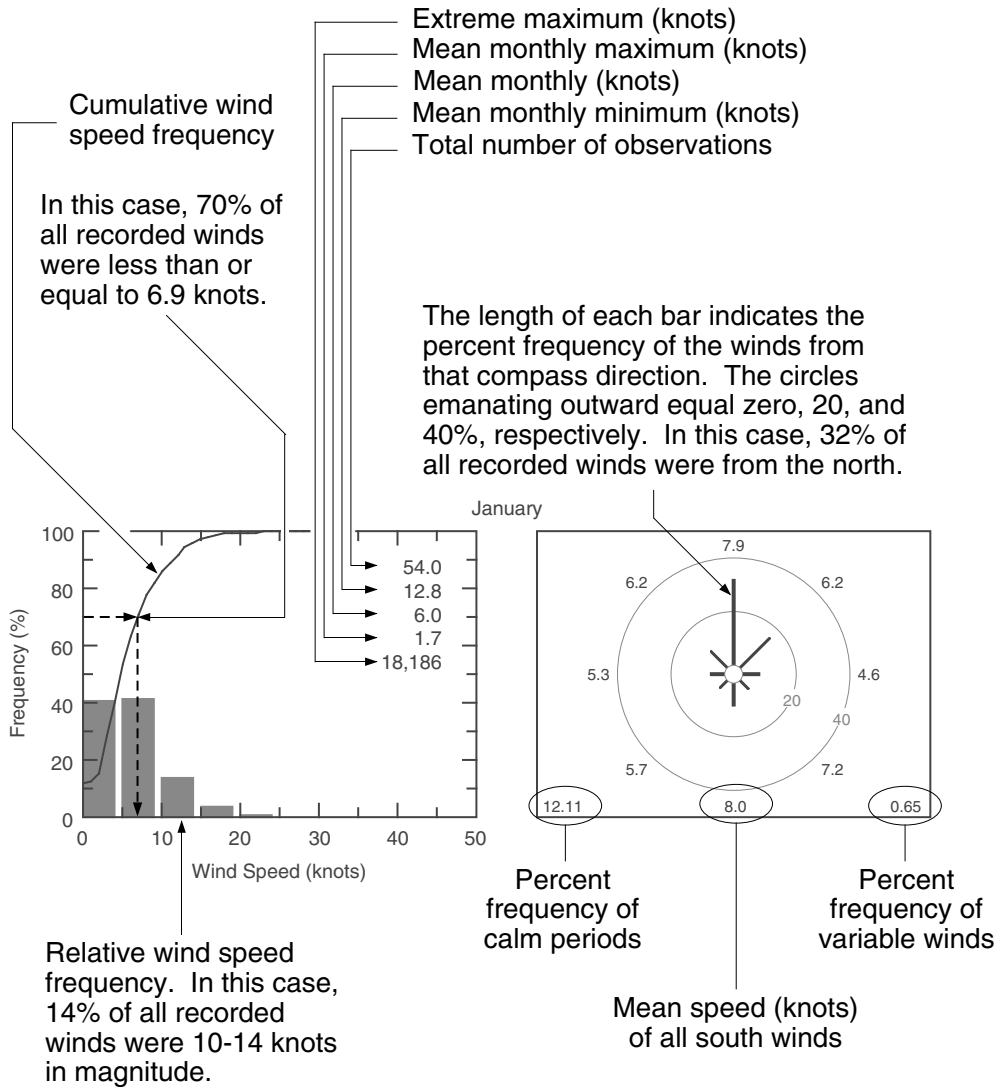 Extreme maximum (knots)
Mean monthly maximum (knots)
Mean monthly (knots)
Mean monthly minimum (knots)
Total number of observations
Cumulative wind
speed frequency
In this case, 70% of
all recorded winds
were less than or
equal to 6.9 knots.
The length of each bar indicates the
percent frequency of the winds from
that compass direction. The circles
emanating outward equal zero, 20, and
40%, respectively. In this case, 32% of
all recorded winds were from the north.
January
100
80
60
40
20
0
Frequency (%)
0 10 20 30 40 50
Wind Speed (knots)
54.0
12.8
6.0
1.7
18,186
7.9
6.2 6.2
5.3 4.6
20
40
5.7 7.2
12.11 8.0 0.65
Percent
frequency of
calm periods
Percent
frequency of
variable winds
Mean speed (knots)
of all south winds
Relative wind speed
frequency. In this case,
14% of all recorded
winds were 10-14 knots
in magnitude.